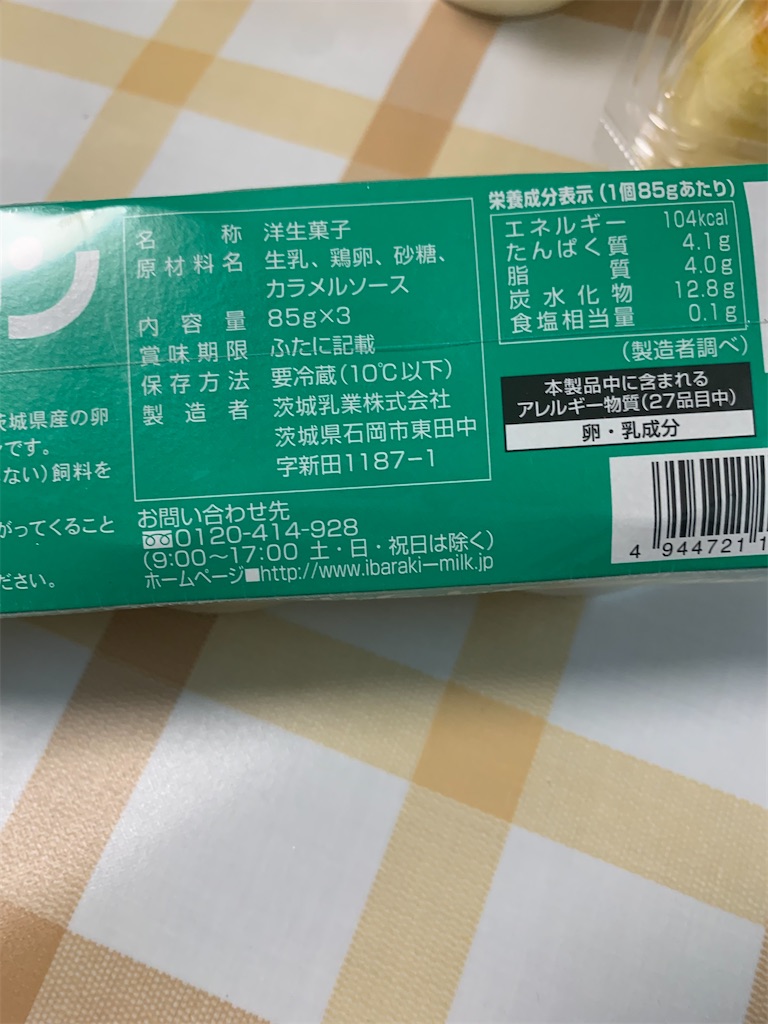 ン
茨城県産の卵
です。
ない)飼料を
がってくること
ださい。
名称 洋生菓子
原材料名 生乳、鶏卵、砂糖、
カラメルソース
内容量 85g×3
賞味期限 ふたに記載
保存方法 要冷蔵(10℃以下)
製造者 茨城乳業株式会社
茨城県石岡市東田中
字新田1187-1
お問い合わせ先
0120-414-928
(9:00~17:00 土・日・祝日は除く)
ホームページ■http://www.ibaraki-milk.jp
栄養成分表示(1個85gあたり)
エネルギー 104kcal
たんぱく質 4.1g
脂質 4.0g
炭水化物 12.8g
食塩相当量 0.1g
(製造者調べ)
本製品中に含まれる
アレルギー物質(27品目中)
卵・乳成分
4 944721 1